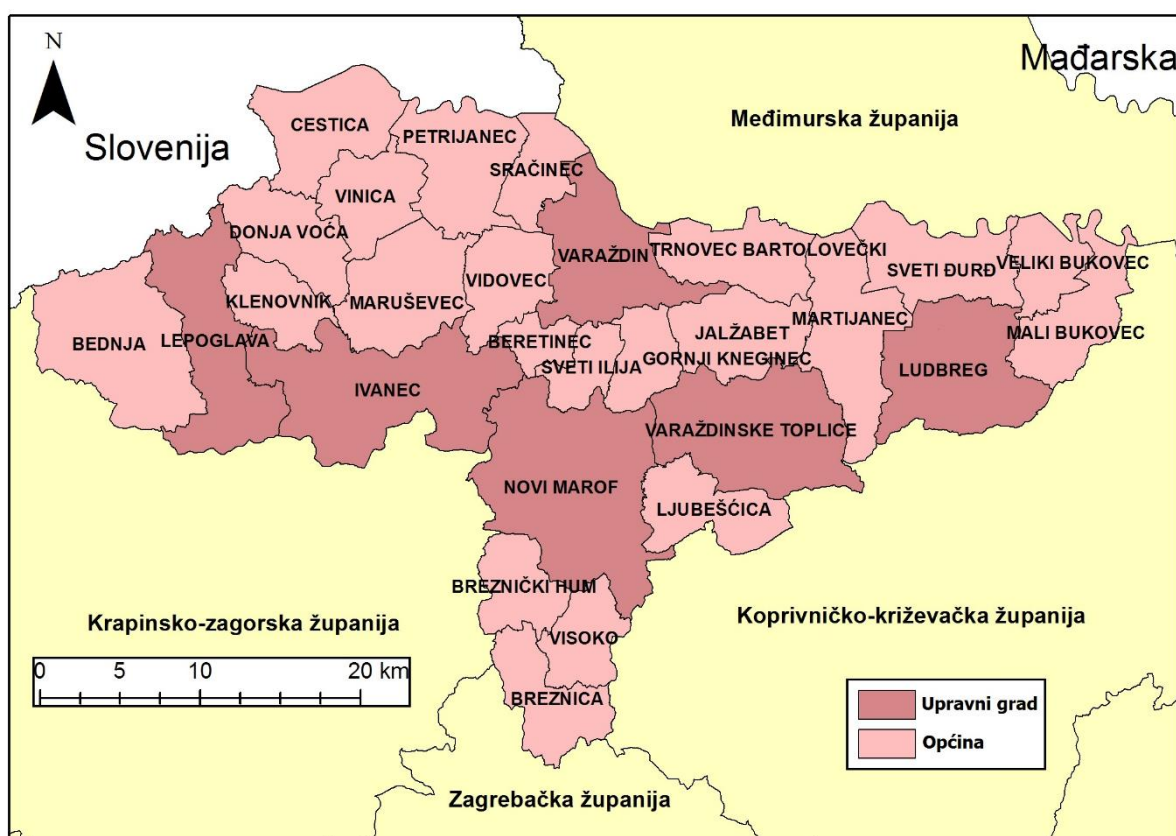 N
Mađarska
Slovenija
Međimurska županija
CESTICA
PETRIJANEC
SRAČINEC
VINICA
DONJA VOĆA
VARAŽDIN
TRNOVEC BARTOLOVEČKI
SVETI ĐURĐ
VELIKI BUKOVEC
VIDOVEC
KLENOVNIK
MARUŠEVEC
MARTIJANEC
MALI BUKOVEC
BEDNJA
LEPOGLAVA
BERETINEC
JALŽABET
SVETI ILIJA
GORNJI KNEGINEC
LUDBREG
IVANEC
VARAŽDINSKE TOPLICE
NOVI MAROF
LJUBEŠĆICA
BREZNIČKI HUM
Krapinsko-zagorska županija
Koprivničko-križevačka županija
VISOKO
0 5 10 20 km
BREZNICA
Upravni grad
Općina
Zagrebačka županija